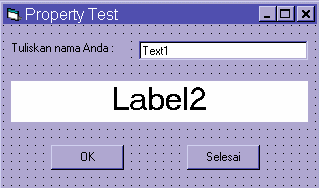 Property Test
Tuliskan nama Anda : Text1
Label2
OK Selesai